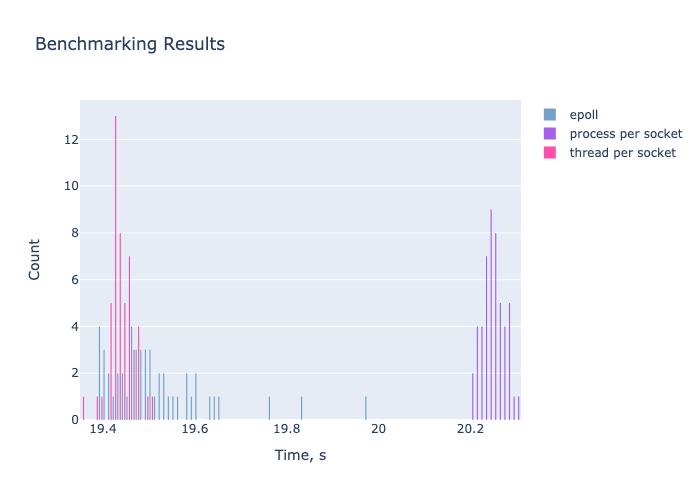 Benchmarking Results
epoll
process per socket
thread per socket
Count
12
10
8
6
4
2
0
19.4 19.6 19.8 20 20.2
Time, s